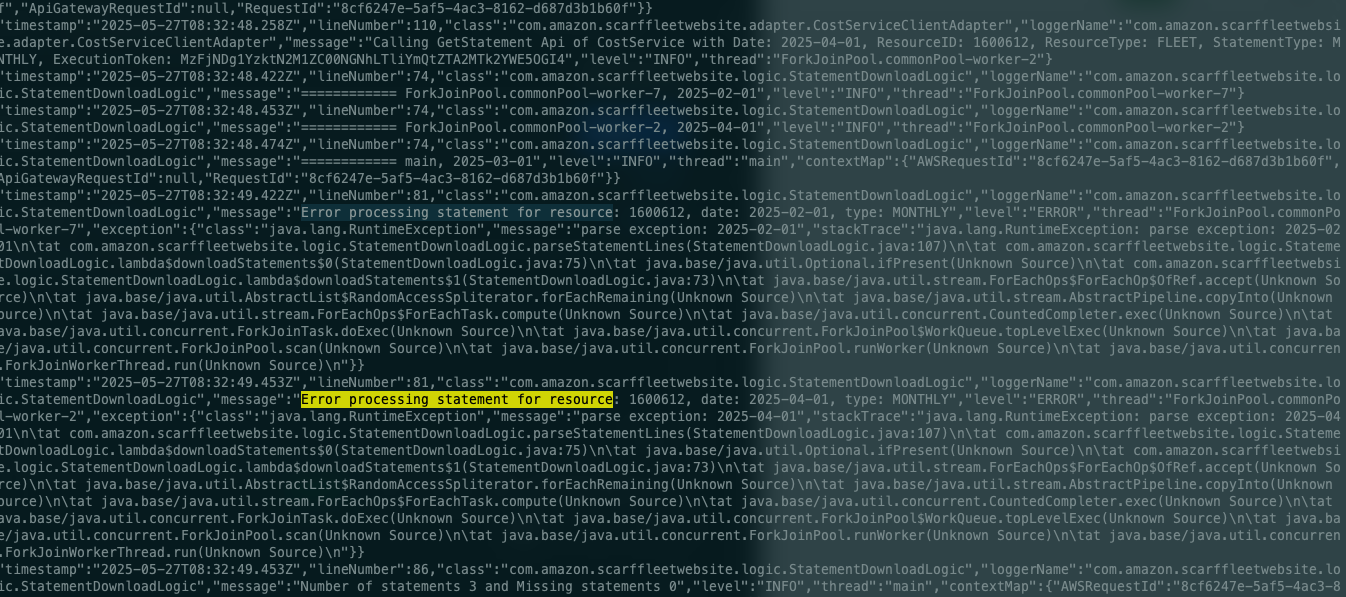 f","ApiGatewayRequestId":null,"RequestId":"8cf6247e-5af5-4ac3-8162-d687d3b1b60f"}}
"timestamp":"2025-05-27T08:32:48.258Z","lineNumber":110,"class":"com.amazon.scarffleetwebsite.adapter.CostServiceClientAdapter","loggerName":"com.amazon.scarffleetwebsi
e.adapter.CostServiceClientAdapter","message":"Calling GetStatement Api of CostService with Date: 2025-04-01, ResourceID: 1600612, ResourceType: FLEET, StatementType: M
NTHLY, ExecutionToken: MzFjNDg1YzktN2M1ZC00NGNhLTliYmQtZTA2MTk2YWE5OGI4","level":"INFO","thread":"ForkJoinPool.commonPool-worker-2"}
"timestamp":"2025-05-27T08:32:48.422Z","lineNumber":74,"class":"com.amazon.scarffleetwebsite.logic.StatementDownloadLogic","loggerName":"com.amazon.scarffleetwebsite.lo
ic.StatementDownloadLogic","message":"============ ForkJoinPool.commonPool-worker-7, 2025-02-01","level":"INFO","thread":"ForkJoinPool.commonPool-worker-7"}
"timestamp":"2025-05-27T08:32:48.453Z","lineNumber":74,"class":"com.amazon.scarffleetwebsite.logic.StatementDownloadLogic","loggerName":"com.amazon.scarffleetwebsite.lo
ic.StatementDownloadLogic","message":"============ ForkJoinPool.commonPool-worker-2, 2025-04-01","level":"INFO","thread":"ForkJoinPool.commonPool-worker-2"}
"timestamp":"2025-05-27T08:32:48.474Z","lineNumber":74,"class":"com.amazon.scarffleetwebsite.logic.StatementDownloadLogic","loggerName":"com.amazon.scarffleetwebsite.lo
ic.StatementDownloadLogic","message":"============ main, 2025-03-01","level":"INFO","thread":"main","contextMap":{"AWSRequestId":"8cf6247e-5af5-4ac3-8162-d687d3b1b60f",
ApiGatewayRequestId":null,"RequestId":"8cf6247e-5af5-4ac3-8162-d687d3b1b60f"}}
"timestamp":"2025-05-27T08:32:49.422Z","lineNumber":81,"class":"com.amazon.scarffleetwebsite.logic.StatementDownloadLogic","loggerName":"com.amazon.scarffleetwebsite.lo
ic.StatementDownloadLogic","message":"Error processing statement for resource: 1600612, date: 2025-02-01, type: MONTHLY","level":"ERROR","thread":"ForkJoinPool.commonPo
l-worker-7","exception":{"class":"java.lang.RuntimeException","message":"parse exception: 2025-02-01","stackTrace":"java.lang.RuntimeException: parse exception: 2025-02
01\n\tat com.amazon.scarffleetwebsite.logic.StatementDownloadLogic.parseStatementLines(StatementDownloadLogic.java:107)\n\tat com.amazon.scarffleetwebsite.logic.Stateme
DownloadLogic.lambda$downloadStatements$0(StatementDownloadLogic.java:75)\n\tat java.base/java.util.Optional.ifPresent(Unknown Source)\n\tat com.amazon.scarffleetwebsi
e.logic.StatementDownloadLogic.lambda$downloadStatements$1(StatementDownloadLogic.java:73)\n\tat java.base/java.util.stream.ForEachOps$ForEachOp$OfRef.accept(Unknown So
rce)\n\tat java.base/java.util.AbstractList$RandomAccessSpliterator.forEachRemaining(Unknown Source)\n\tat java.base/java.util.stream.AbstractPipeline.copyInto(Unknown
ource)\n\tat java.base/java.util.stream.ForEachOps$ForEachTask.compute(Unknown Source)\n\tat java.base/java.util.concurrent.CountedCompleter.exec(Unknown Source)\n\tat
ava.base/java.util.concurrent.ForkJoinTask.doExec(Unknown Source)\n\tat java.base/java.util.concurrent.ForkJoinPool$WorkQueue.topLevelExec(Unknown Source)\n\tat java.ba
e/java.util.concurrent.ForkJoinPool.scan(Unknown Source)\n\tat java.base/java.util.concurrent.ForkJoinPool.runWorker(Unknown Source)\n\tat java.base/java.util.concurren
.ForkJoinWorkerThread.run(Unknown Source)\n"}}
"timestamp":"2025-05-27T08:32:49.453Z","lineNumber":81,"class":"com.amazon.scarffleetwebsite.logic.StatementDownloadLogic","loggerName":"com.amazon.scarffleetwebsite.lo
ic.StatementDownloadLogic","message":"Error processing statement for resource: 1600612, date: 2025-04-01, type: MONTHLY","level":"ERROR","thread":"ForkJoinPool.commonPo
l-worker-2","exception":{"class":"java.lang.RuntimeException","message":"parse exception: 2025-04-01","stackTrace":"java.lang.RuntimeException: parse exception: 2025-04
01\n\tat com.amazon.scarffleetwebsite.logic.StatementDownloadLogic.parseStatementLines(StatementDownloadLogic.java:107)\n\tat com.amazon.scarffleetwebsite.logic.Stateme
DownloadLogic.lambda$downloadStatements$0(StatementDownloadLogic.java:75)\n\tat java.base/java.util.Optional.ifPresent(Unknown Source)\n\tat com.amazon.scarffleetwebsi
e.logic.StatementDownloadLogic.lambda$downloadStatements$1(StatementDownloadLogic.java:73)\n\tat java.base/java.util.stream.ForEachOps$ForEachOp$OfRef.accept(Unknown So
rce)\n\tat java.base/java.util.AbstractList$RandomAccessSpliterator.forEachRemaining(Unknown Source)\n\tat java.base/java.util.stream.AbstractPipeline.copyInto(Unknown
ource)\n\tat java.base/java.util.stream.ForEachOps$ForEachTask.compute(Unknown Source)\n\tat java.base/java.util.concurrent.CountedCompleter.exec(Unknown Source)\n\tat
ava.base/java.util.concurrent.ForkJoinTask.doExec(Unknown Source)\n\tat java.base/java.util.concurrent.ForkJoinPool$WorkQueue.topLevelExec(Unknown Source)\n\tat java.ba
e/java.util.concurrent.ForkJoinPool.scan(Unknown Source)\n\tat java.base/java.util.concurrent.ForkJoinPool.runWorker(Unknown Source)\n\tat java.base/java.util.concurren
.ForkJoinWorkerThread.run(Unknown Source)\n"}}
"timestamp":"2025-05-27T08:32:49.453Z","lineNumber":86,"class":"com.amazon.scarffleetwebsite.logic.StatementDownloadLogic","loggerName":"com.amazon.scarffleetwebsite.lo
ic.StatementDownloadLogic","message":"Number of statements 3 and Missing statements 0","level":"INFO","thread":"main","contextMap":{"AWSRequestId":"8cf6247e-5af5-4ac3-8